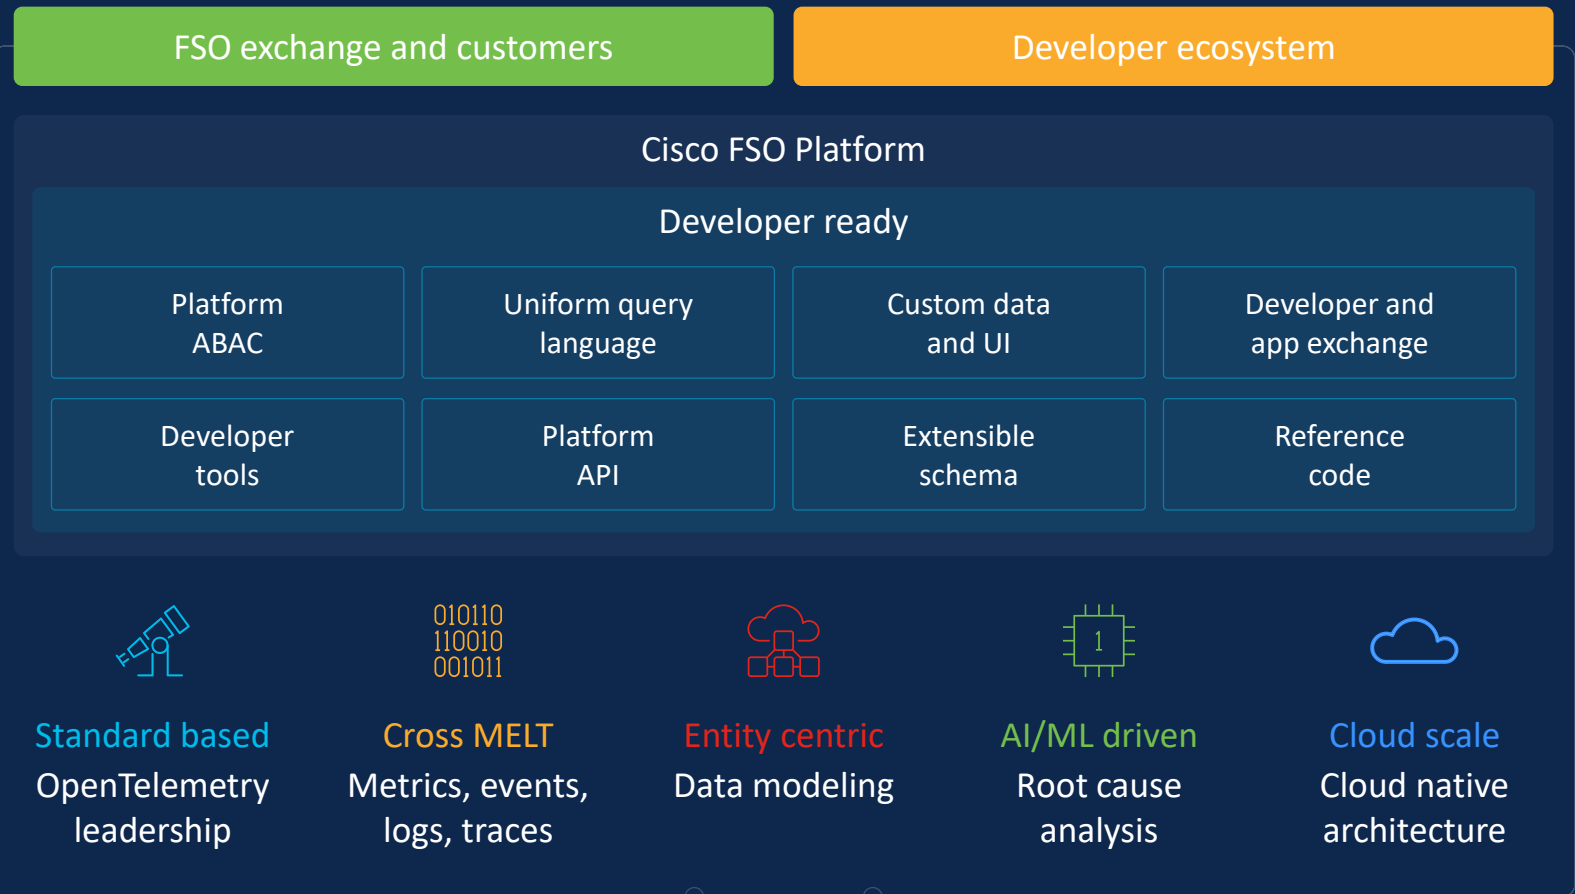 FSO exchange and customers
Developer ecosystem
Cisco FSO Platform
Developer ready
Platform
ABAC
Uniform query
language
Custom data
and UI
Developer and
app exchange
Developer
tools
Platform
API
Extensible
schema
Reference
code
010110
110010
001011
1
Standard based
OpenTelemetry
leadership
Cross MELT
Metrics, events,
logs, traces
Entity centric
Data modeling
AI/ML driven
Root cause
analysis
Cloud scale
Cloud native
architecture